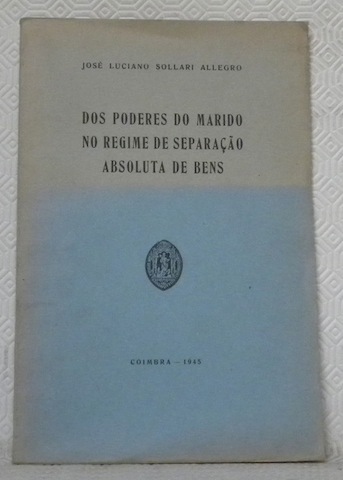 JOSÉ LUCIANO SOLLARI ALLEGRO
DOS PODERES DO MARIDO
NO REGIME DE SEPARAÇÃO
ABSOLUTA DE BENS
COIMBRA — 1945